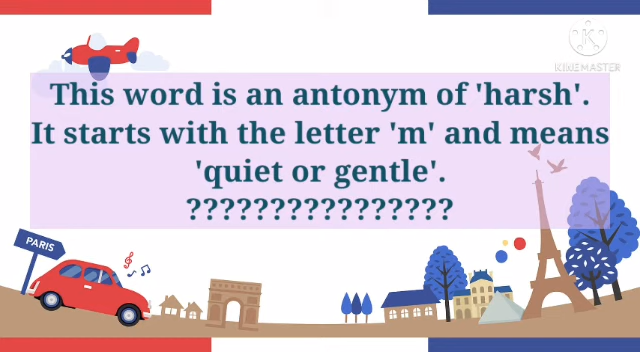 KINEMASTER
This word is an antonym of 'harsh'.
It starts with the letter 'm' and means
'quiet or gentle'.
????????????????
PARIS